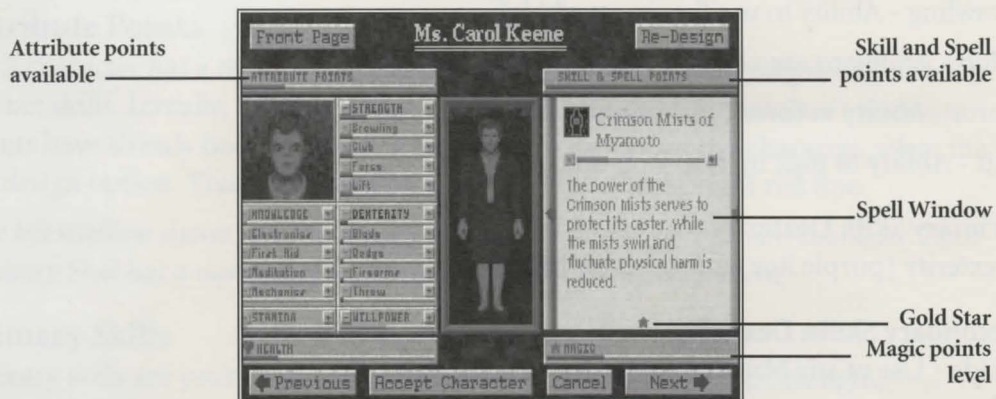 Attribute points
available
Front Page
Ms. Carol Keene
Re-Design
Skill and Spell
points available
ATTRIBUTE POINTS
SKILL & SPELL POINTS
STRENGTH
Brawling
Club
Force
Lift
KNOWLEDGE
Electronics
First Aid
Meditation
Mechanics
STAMINA
DEXTERITY
Blade
Dodge
Firearms
Throw
WILLPOWER
Crimson Mists of
Myamoto
The power of the
Crimson Mists serves to
protect its caster. While
the mists swirl and
fluctuate physical harm is
reduced.
Spell Window
Gold Star
Magic points
level
HEALTH
MAGIC
Previous
Accept Character
Cancel
Next